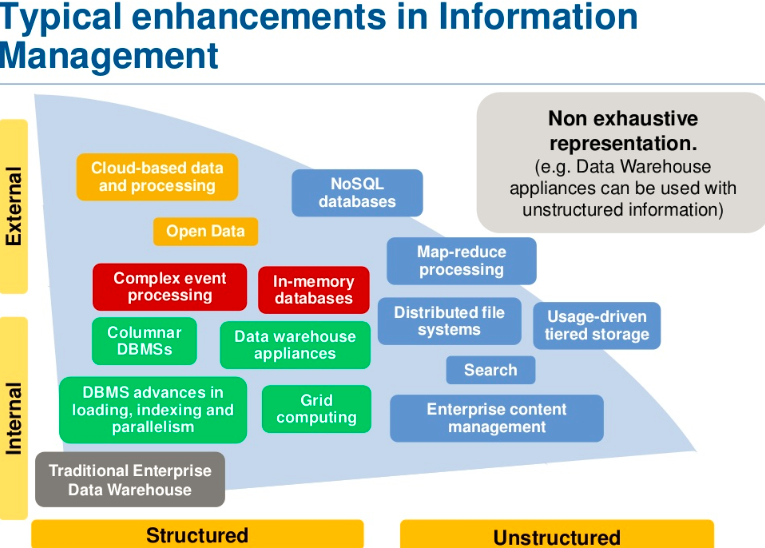 Typical enhancements in Information
Management
Non exhaustive
representation.
(e.g. Data Warehouse
appliances can be used with
unstructured information)
External
Cloud-based data
and processing
NoSQL
databases
Open Data
Map-reduce
processing
Complex event
processing
In-memory
databases
Distributed file
systems
Usage-driven
tiered storage
Internal
Columnar
DBMSs
Data warehouse
appliances
Search
DBMS advances in
loading, indexing and
parallelism
Grid
computing
Enterprise content
management
Traditional Enterprise
Data Warehouse
Structured
Unstructured